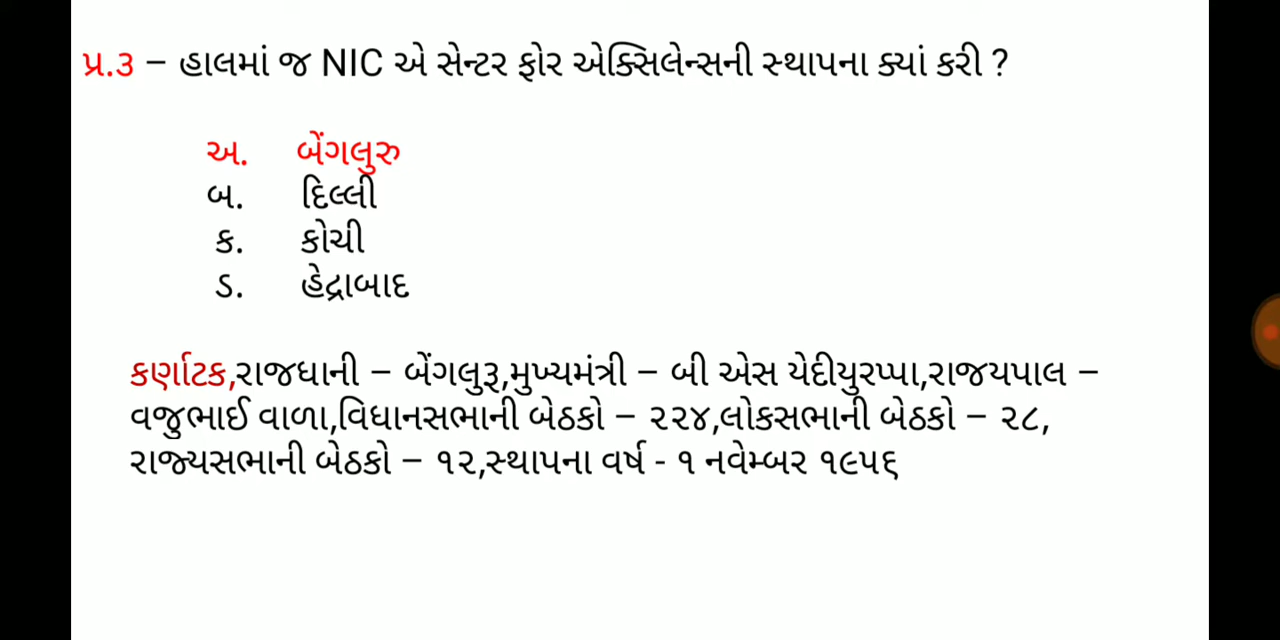 પ્ર.૩ – હાલમાં જ NIC એ સેન્ટર ફોર એક્સિલેન્સની સ્થાપના ક્યાં કરી ?
અ. બેંગલુરુ
બ. દિલ્લી
ક. કોચી
ડ. હેદ્રાબાદ
કર્ણાટક,રાજધાની – બેંગલુરૂ,મુખ્યમંત્રી – બી એસ યેદીયુરપ્પા,રાજયપાલ –
વજુભાઈ વાળા,વિધાનસભાની બેઠકો – ૨૨૪,લોકસભાની બેઠકો – ૨૮,
રાજ્યસભાની બેઠકો – ૧૨,સ્થાપના વર્ષ - ૧ નવેમ્બર ૧૯૫૬